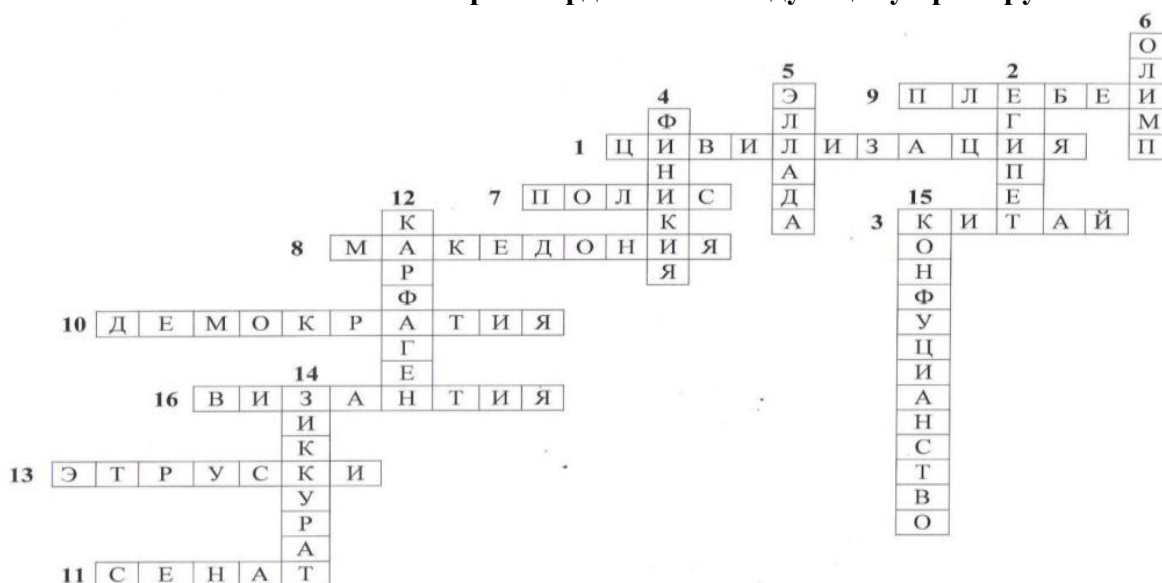 6
О
5 2 Л
4 Э 9 П Л Е Б Е И
Ф Л Г М
1 Ц И В И Л И З А Ц И Я П
Н А П
12 7 П О Л И С Д Е 15
К К А 3 К И Т А Й
8 М А К Е Д О Н И Я О
Р Я Н
Ф Ф
10 Д Е М О К Р А Т И Я У
Г Ц
14 Е И
16 В И З А Н Т И Я А
И Н
К С
13 Э Т Р У С К И Т
У В
Р О
А
11 С Е Н А Т